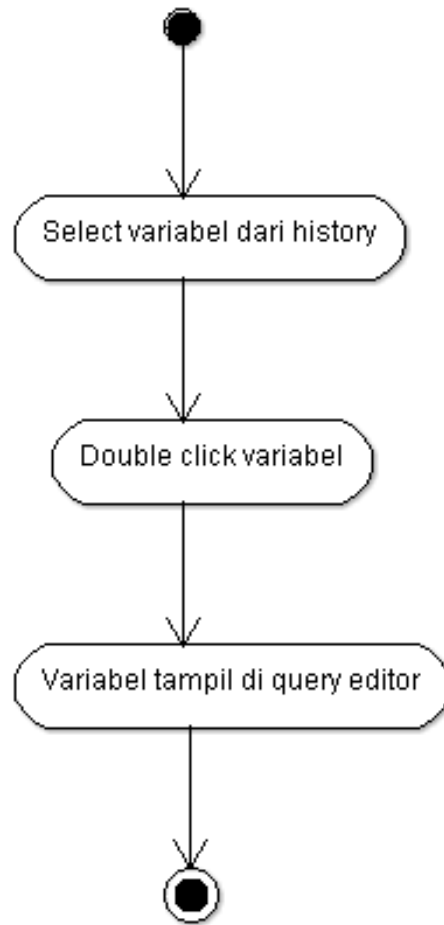 Select variabel dari history
Double click variabel
Variabel tampil di query editor